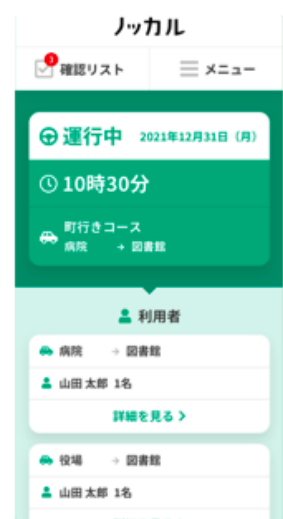 ノッカル
3
確認リスト
メニュー
運行中 2021年12月31日（月）
10時30分
町行きコース
病院 → 図書館
利用者
病院 → 図書館
山田 太郎 1名
詳細を見る >
役場 → 図書館
山田 太郎 1名